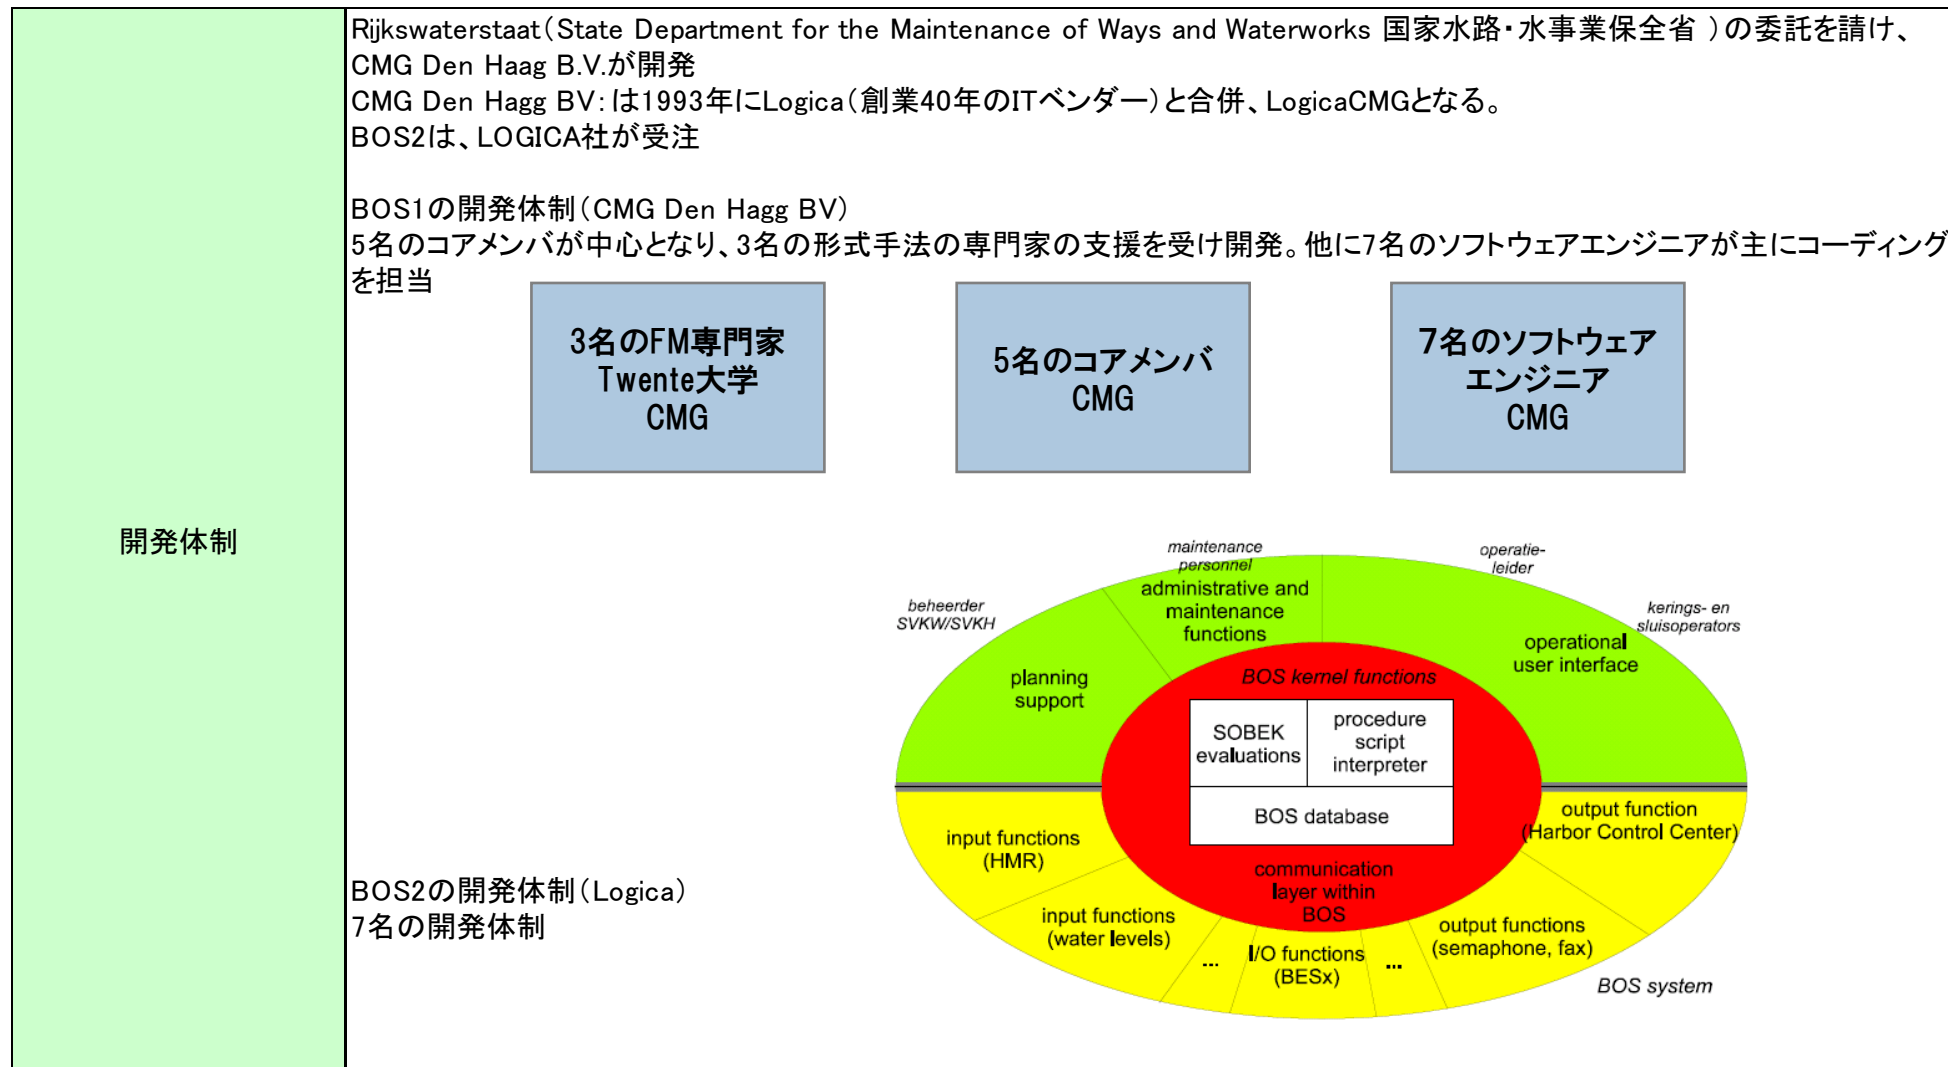 開発体制
Rijkswaterstaat（State Department for the Maintenance of Ways and Waterworks 国家水路・水事業保全省 ）の委託を請け、
CMG Den Haag B.V.が開発
CMG Den Hagg BV：は1993年にLogica（創業40年のITベンダー）と合併、LogicaCMGとなる。
BOS2は、LOGICA社が受注
BOS1の開発体制（CMG Den Hagg BV）
5名のコアメンバが中心となり、3名の形式手法の専門家の支援を受け開発。他に7名のソフトウェアエンジニアが主にコーディング
を担当
3名のFM専門家
Twente大学
CMG
5名のコアメンバ
CMG
7名のソフトウェア
エンジニア
CMG
maintenance
personnel
operatie-
leider
beheerder
SVKW/SVKH
kerings- en
sluisoperators
administrative and
maintenance
functions
operational
user interface
planning
support
BOS kernel functions
SOBEK
evaluations
procedure
script
interpreter
BOS database
communication
layer within
BOS
input functions
(HMR)
output function
(Harbor Control Center)
input functions
(water levels)
...
I/O functions
(BESx)
...
output functions
(semaphone, fax)
BOS system
BOS2の開発体制（Logica）
7名の開発体制